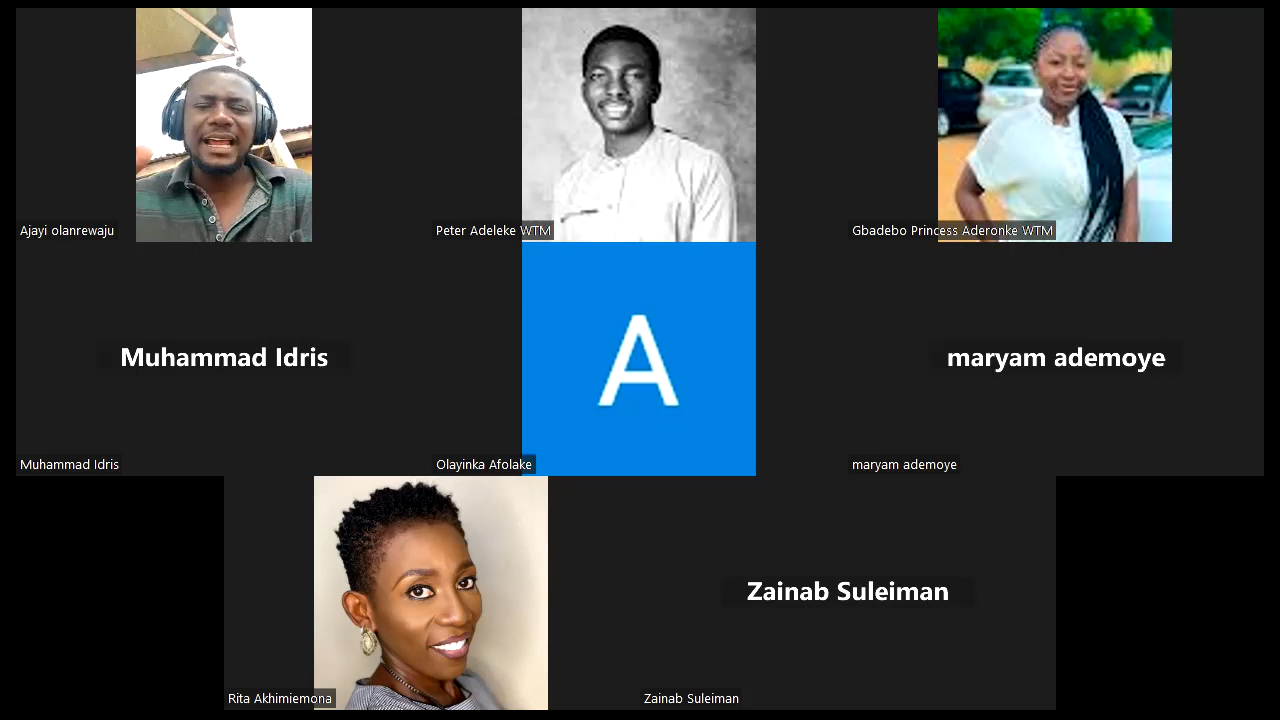 Ajayi olanrewaju
Peter Adeleke WTM
Gbadebo Princess Aderonke WTM
Muhammad Idris
A
maryam ademoye
Muhammad Idris
Olayinka Afolake
maryam ademoye
Zainab Suleiman
Rita Akhimiemona
Zainab Suleiman